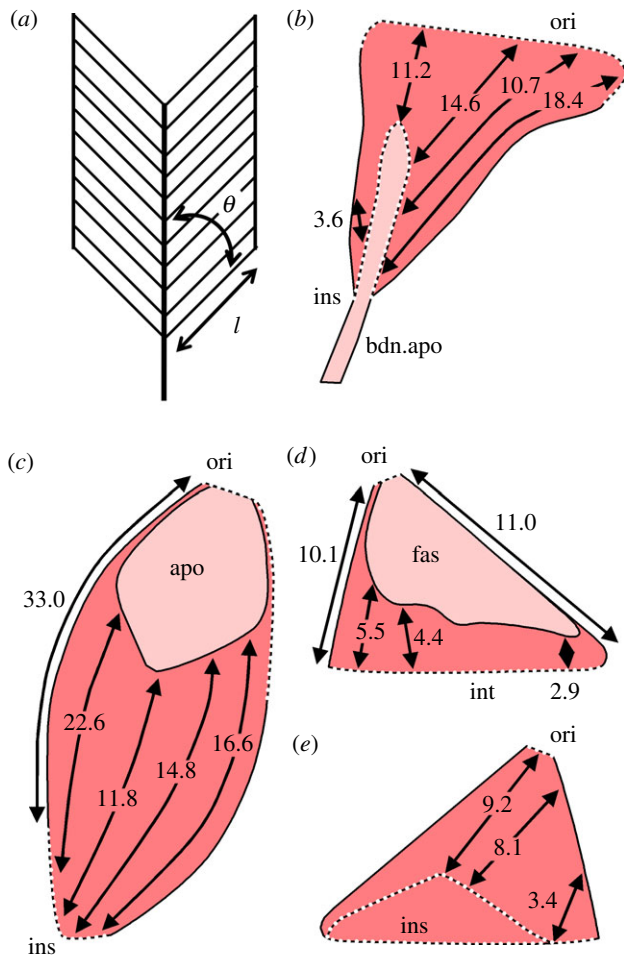 (a)
θ
l
(b)
ori
11.2
14.6
10.7
18.4
3.6
ins
bdn.apo
(c)
ori
apo
33.0
22.6
11.8
14.8
16.6
ins
(d)
ori
fas
11.0
10.1
5.5
4.4
int
2.9
(e)
ori
9.2
8.1
3.4
ins